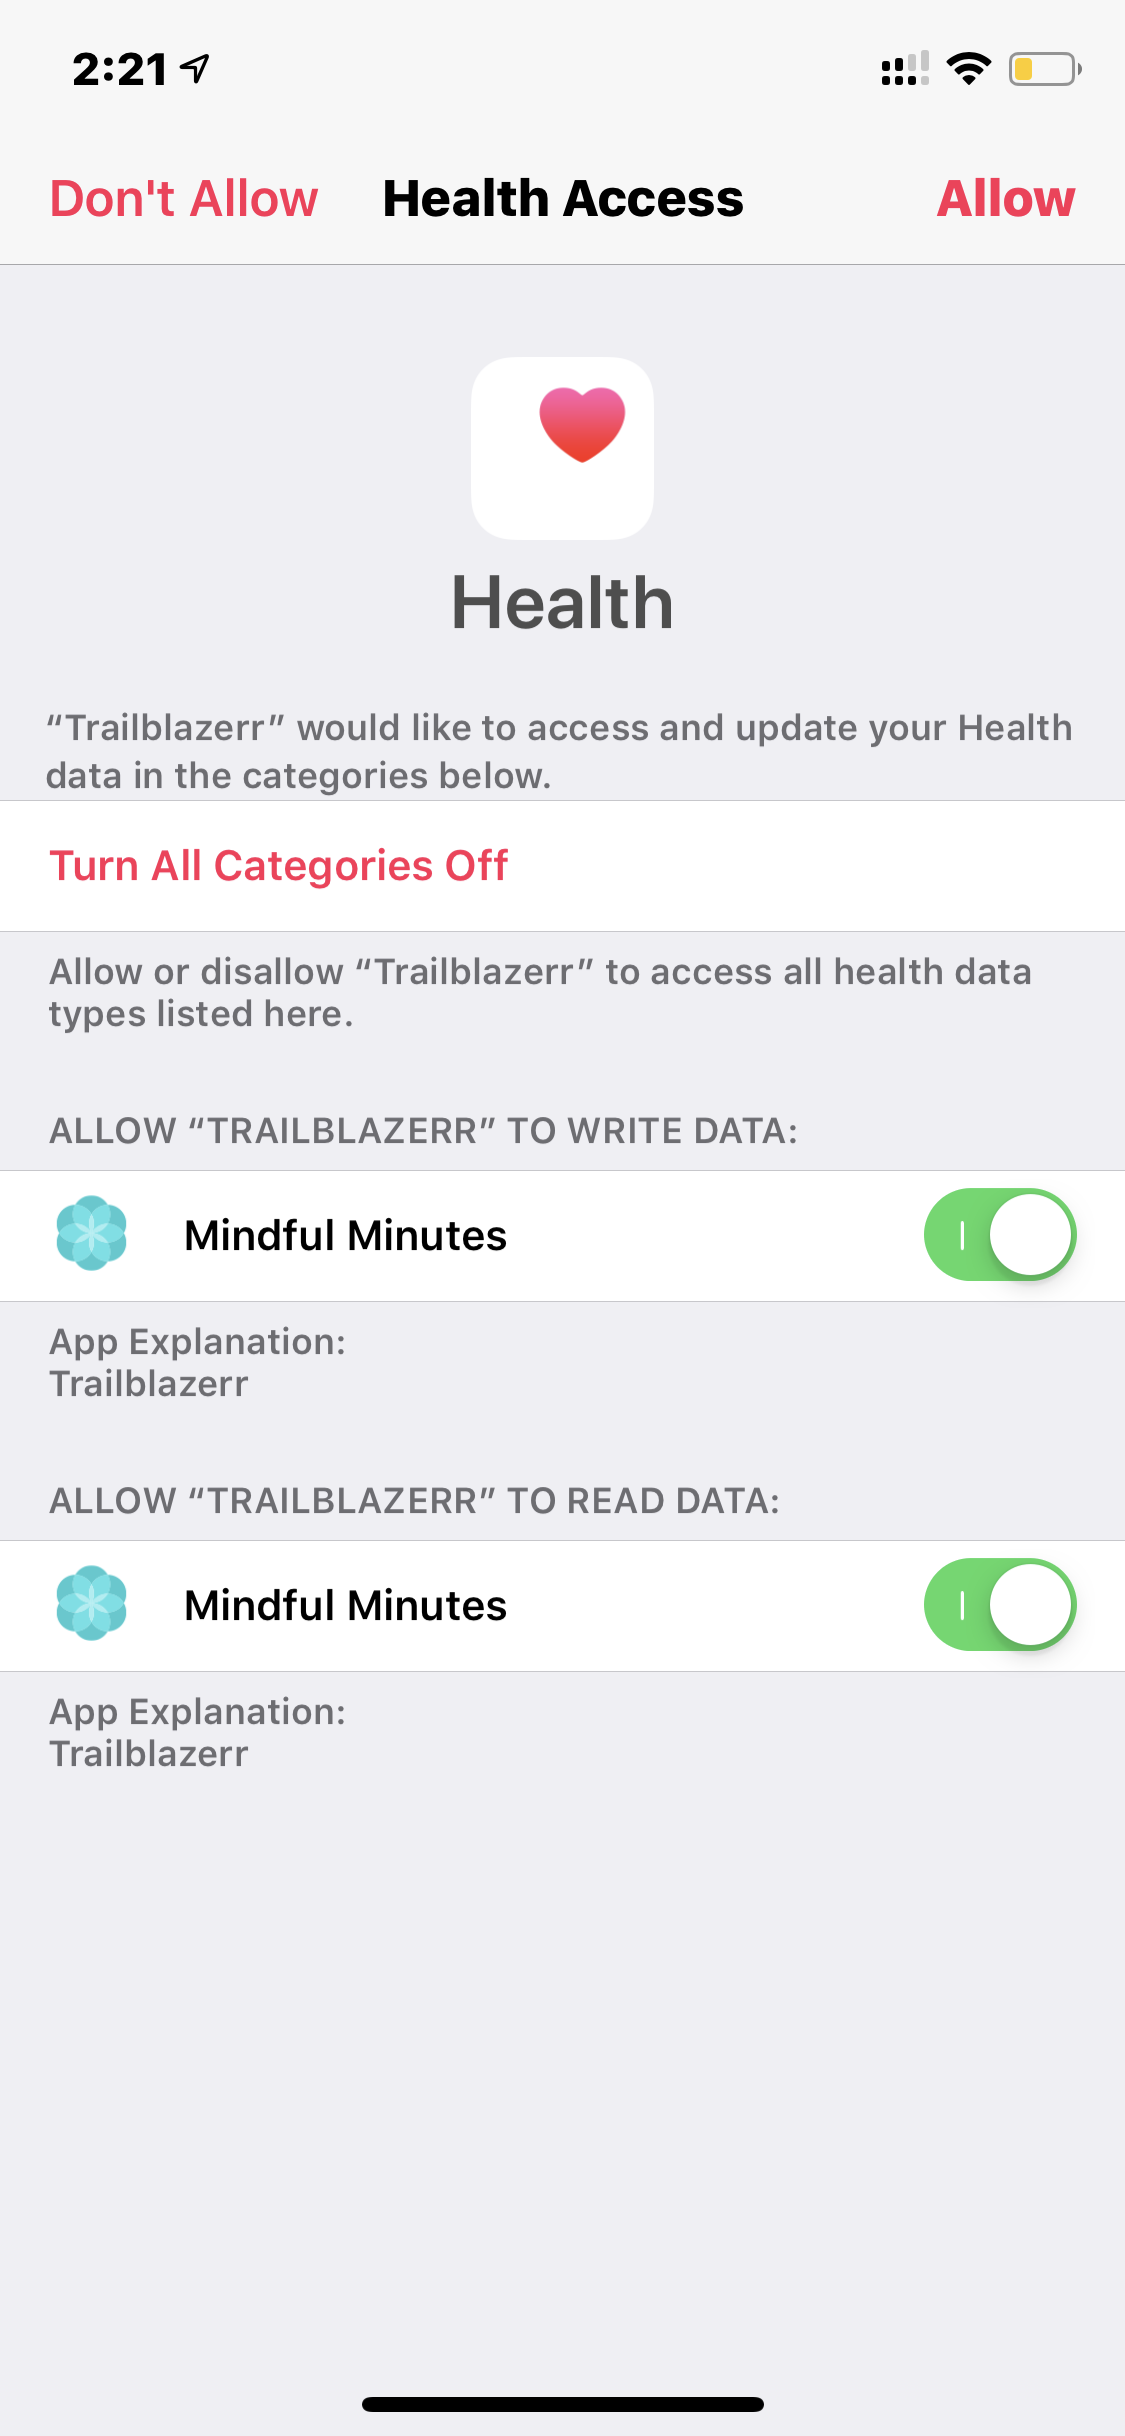 2:21
Don't Allow Health Access Allow
Health
“Trailblazerr” would like to access and update your Health
data in the categories below.
Turn All Categories Off
Allow or disallow “Trailblazerr” to access all health data
types listed here.
ALLOW “TRAILBLAZERR” TO WRITE DATA:
Mindful Minutes
App Explanation:
Trailblazerr
ALLOW “TRAILBLAZERR” TO READ DATA:
Mindful Minutes
App Explanation:
Trailblazerr